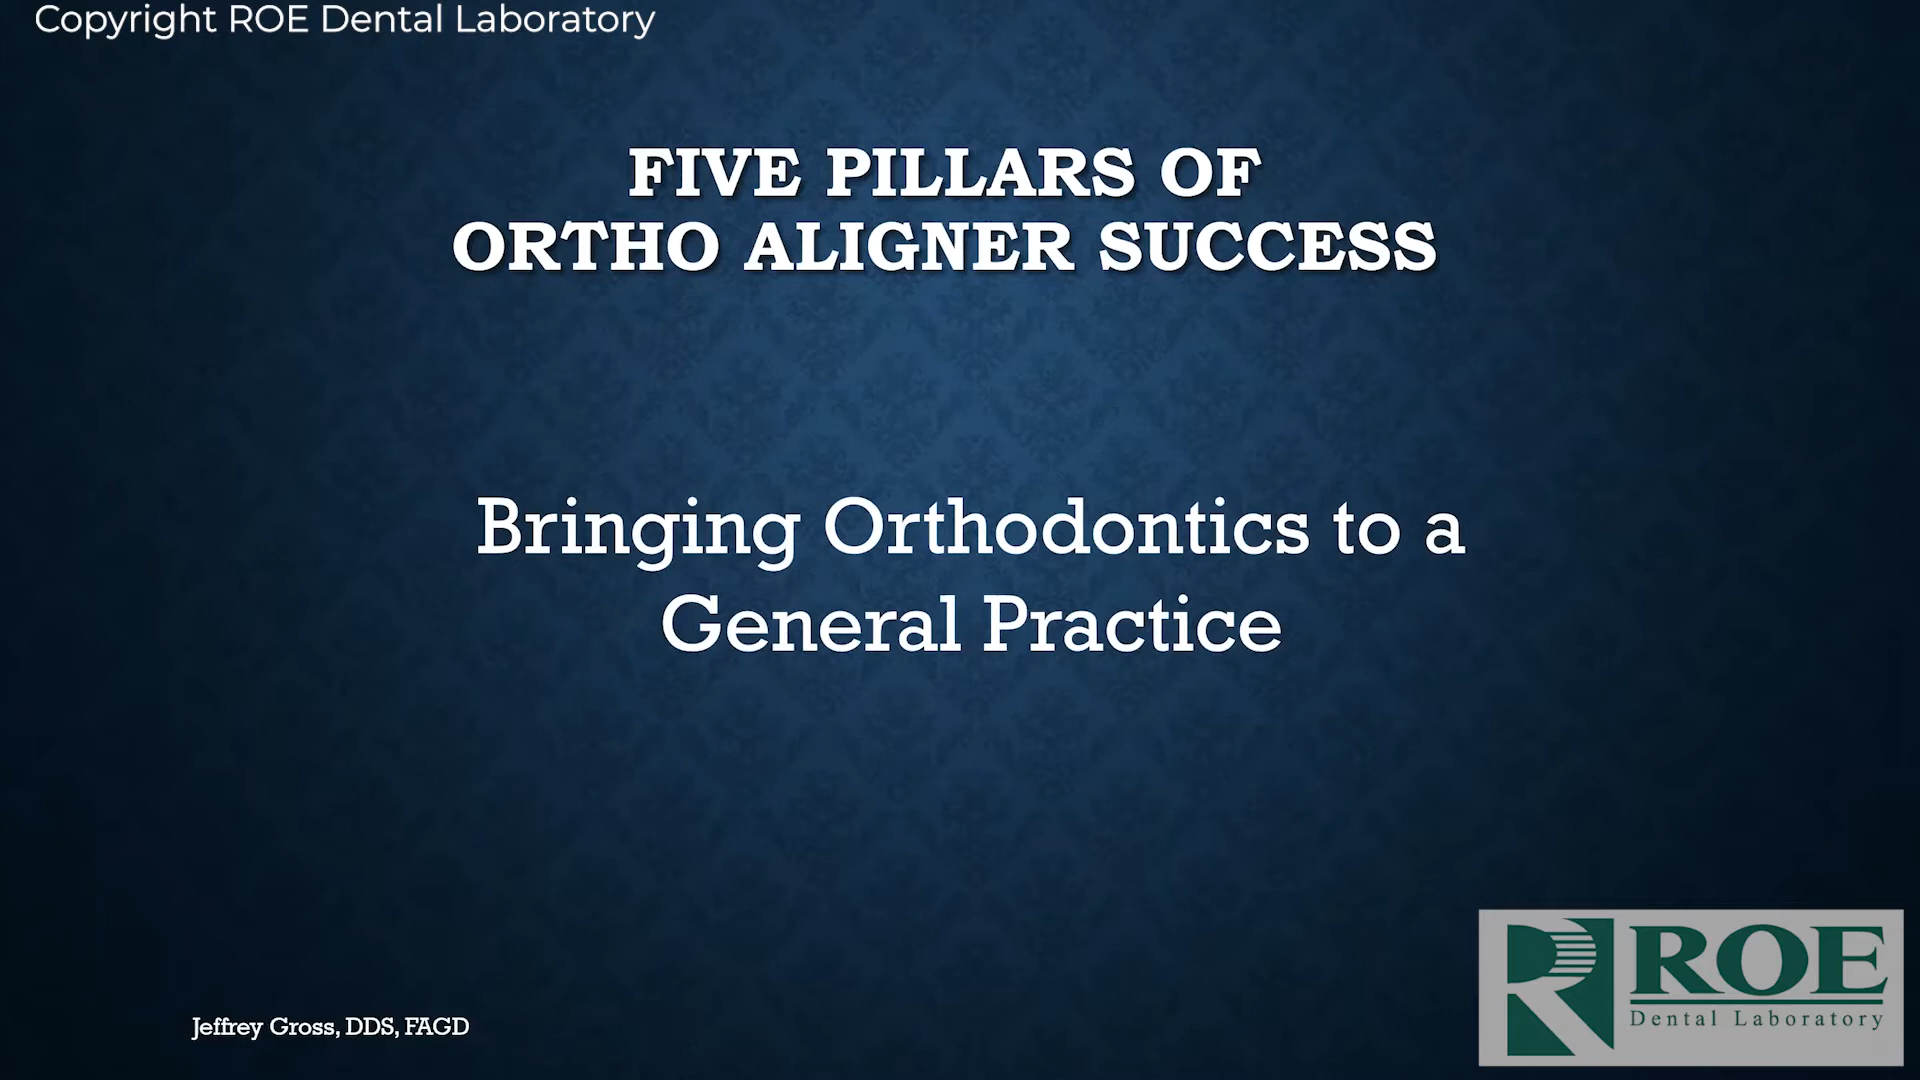 Copyright ROE Dental Laboratory
FIVE PILLARS OF
ORTHO ALIGNER SUCCESS
Bringing Orthodontics to a
General Practice
Jeffrey Gross, DDS, FAGD
ROE
Dental Laboratory